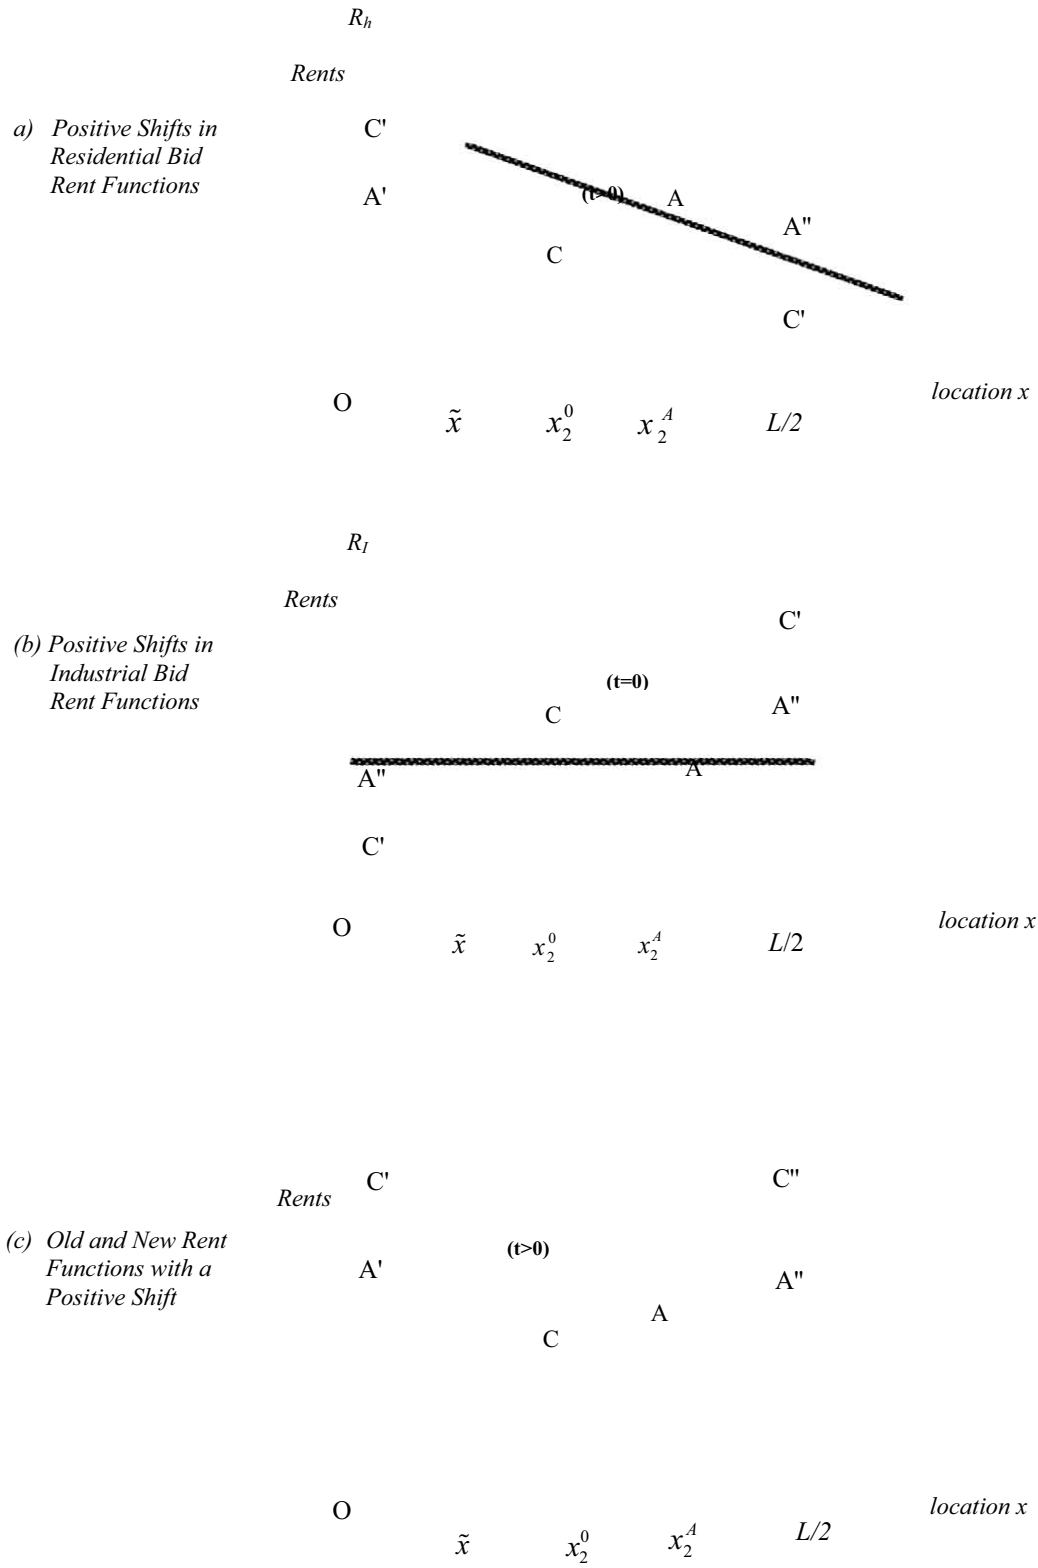 R_h
Rents
a) Positive Shifts in
Residential Bid
Rent Functions
C'
A'
(t>0)
A
A"
C
C'
O
location x
x̃
x_2^0
x_2^A
L/2
R_I
Rents
(b) Positive Shifts in
Industrial Bid
Rent Functions
C'
(t=0)
C
A"
A"
A
C'
O
location x
x̃
x_2^0
x_2^A
L/2
C'
C"
Rents
(c) Old and New Rent
Functions with a
Positive Shift
(t>0)
A'
A"
A
C
O
location x
x̃
x_2^0
x_2^A
L/2